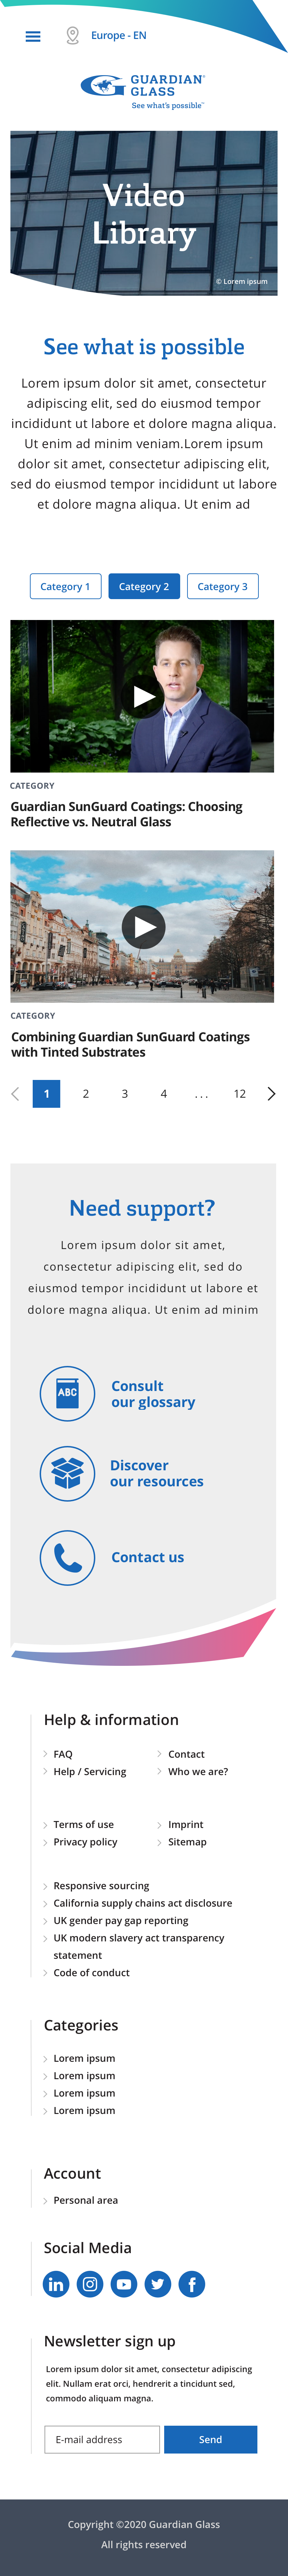 Europe - EN
GUARDIAN®
GLASS
See what's possible™
Video
Library
© Lorem ipsum
See what is possible
Lorem ipsum dolor sit amet, consectetur
adipiscing elit, sed do eiusmod tempor
incididunt ut labore et dolore magna aliqua.
Ut enim ad minim veniam.Lorem ipsum
dolor sit amet, consectetur adipiscing elit,
sed do eiusmod tempor incididunt ut labore
et dolore magna aliqua. Ut enim ad
Category 1 Category 2 Category 3
CATEGORY
Guardian SunGuard Coatings: Choosing
Reflective vs. Neutral Glass
CATEGORY
Combining Guardian SunGuard Coatings
with Tinted Substrates
1 2 3 4 ... 12
Need support?
Lorem ipsum dolor sit amet,
consectetur adipiscing elit, sed do
eiusmod tempor incididunt ut labore et
dolore magna aliqua. Ut enim ad minim
ABC
Consult
our glossary
Discover
our resources
Contact us
Help & information
FAQ Contact
Help / Servicing Who we are?
Terms of use Imprint
Privacy policy Sitemap
Responsive sourcing
California supply chains act disclosure
UK gender pay gap reporting
UK modern slavery act transparency
statement
Code of conduct
Categories
Lorem ipsum
Lorem ipsum
Lorem ipsum
Lorem ipsum
Account
Personal area
Social Media
Newsletter sign up
Lorem ipsum dolor sit amet, consectetur adipiscing
elit. Nullam erat orci, hendrerit a tincidunt sed,
commodo aliquam magna.
E-mail address Send
Copyright ©2020 Guardian Glass
All rights reserved